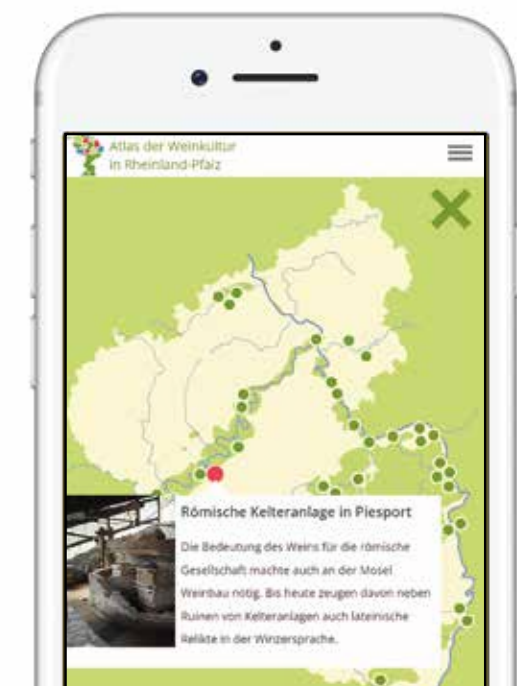 Atlas der Weinkultur
in Rheinland-Pfalz
Römische Kelteranlage in Piesport
Die Bedeutung des Weins für die römische
Gesellschaft machte auch an der Mosel
Weinbau nötig. Bis heute zeugen davon neben
Ruinen von Kelteranlagen auch lateinische
Relikte in der Winzersprache.